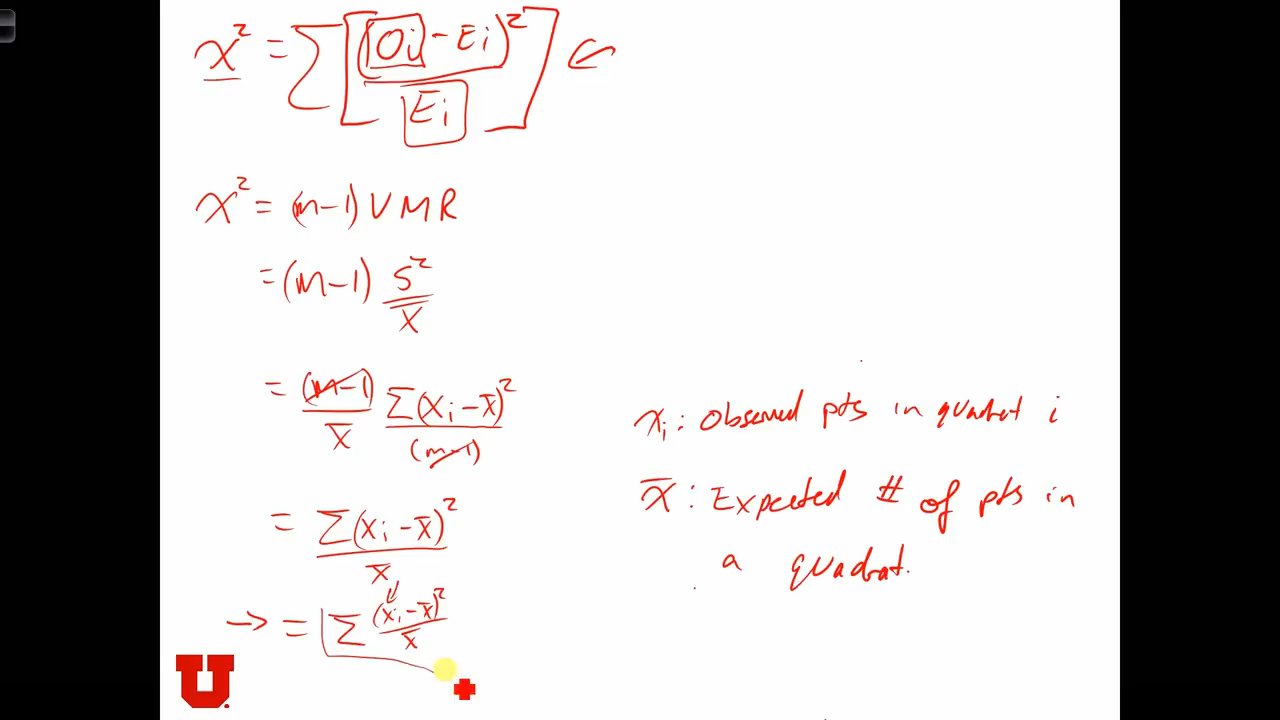 χ² = Σ[(Oi - Ei)² / Ei] ←
χ² = (m-1) VMR
= (m-1) S² / x̄
= (m-1) / x̄ Σ(xi - x̄)² / (m-1)
= Σ(xi - x̄)² / x̄
→ = Σ (xi - x̄)² / x̄
xi : Observed pts in quadrat i
x̄ : Expected # of pts in
a quadrat.
U